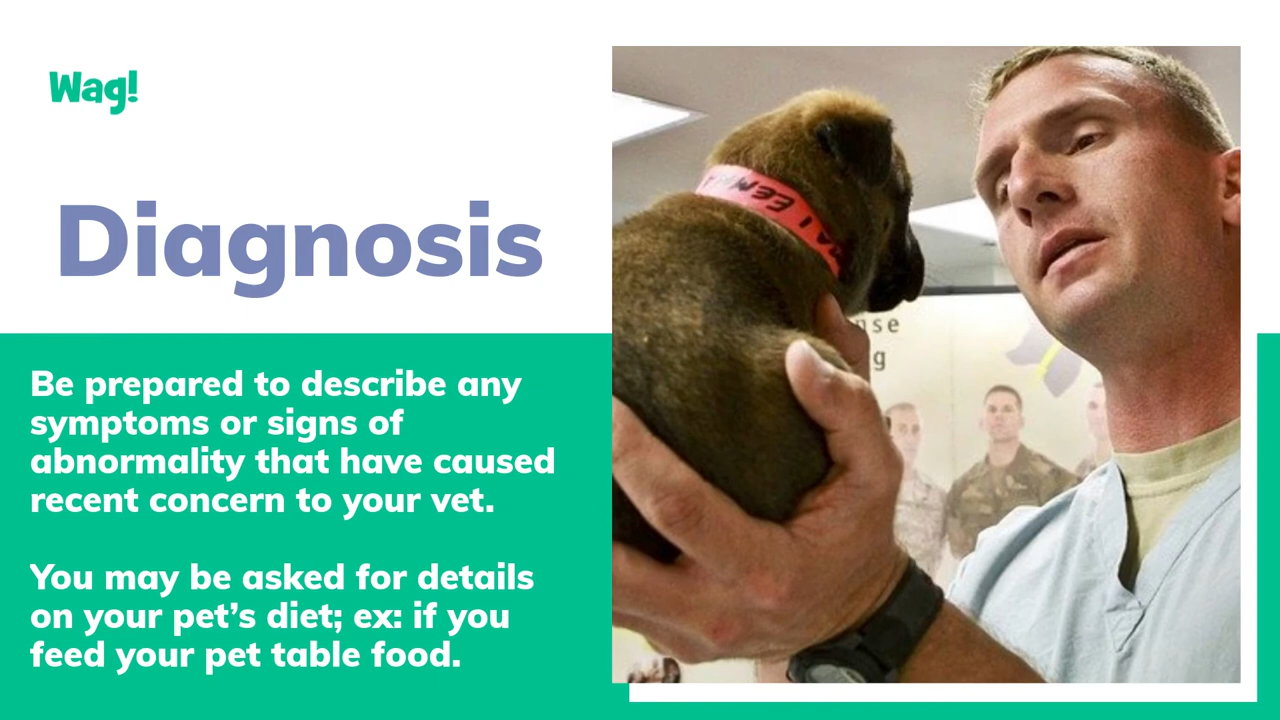 Wag!
Diagnosis
Be prepared to describe any
symptoms or signs of
abnormality that have caused
recent concern to your vet.
You may be asked for details
on your pet’s diet; ex: if you
feed your pet table food.